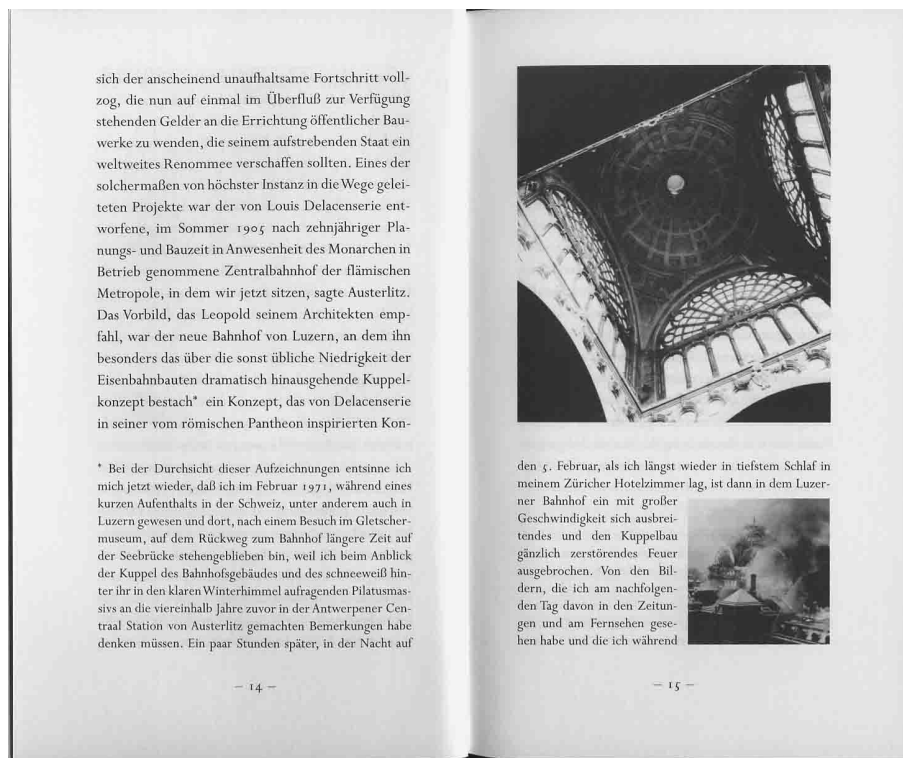 sich der anscheinend unaufhaltsame Fortschritt voll-
zog, die nun auf einmal im Überfluß zur Verfügung
stehenden Gelder an die Errichtung öffentlicher Bau-
werke zu wenden, die seinem aufstrebenden Staat ein
weltweites Renommee verschaffen sollten. Eines der
solchermaßen von höchster Instanz in die Wege gelei-
teten Projekte war der von Louis Delacenserie ent-
worfene, im Sommer 1905 nach zehnjähriger Pla-
nungs- und Bauzeit in Anwesenheit des Monarchen in
Betrieb genommene Zentralbahnhof der flämischen
Metropole, in dem wir jetzt sitzen, sagte Austerlitz.
Das Vorbild, das Leopold seinem Architekten emp-
fahl, war der neue Bahnhof von Luzern, an dem ihn
besonders das über die sonst übliche Niedrigkeit der
Eisenbahnbauten dramatisch hinausgehende Kuppel-
konzept bestach* ein Konzept, das von Delacenserie
in seiner vom römischen Pantheon inspirierten Kon-
* Bei der Durchsicht dieser Aufzeichnungen entsinne ich
mich jetzt wieder, daß ich im Februar 1971, während eines
kurzen Aufenthalts in der Schweiz, unter anderem auch in
Luzern gewesen und dort, nach einem Besuch im Gletscher-
museum, auf dem Rückweg zum Bahnhof längere Zeit auf
der Seebrücke stehengeblieben bin, weil ich beim Anblick
der Kuppel des Bahnhofsgebäudes und des schneeweiß hin-
ter ihr in den klaren Winterhimmel aufragenden Pilatusmas-
sivs an die viereinhalb Jahre zuvor in der Antwerpener Cen-
traal Station von Austerlitz gemachten Bemerkungen habe
denken müssen. Ein paar Stunden später, in der Nacht auf
– 14 –
den 5. Februar, als ich längst wieder in tiefstem Schlaf in
meinem Züricher Hotelzimmer lag, ist dann in dem Luzer-
ner Bahnhof ein mit großer
Geschwindigkeit sich ausbrei-
tendes und den Kuppelbau
gänzlich zerstörendes Feuer
ausgebrochen. Von den Bil-
dern, die ich am nachfolgen-
den Tag davon in den Zeitun-
gen und am Fernsehen gese-
hen habe und die ich während
– 15 –